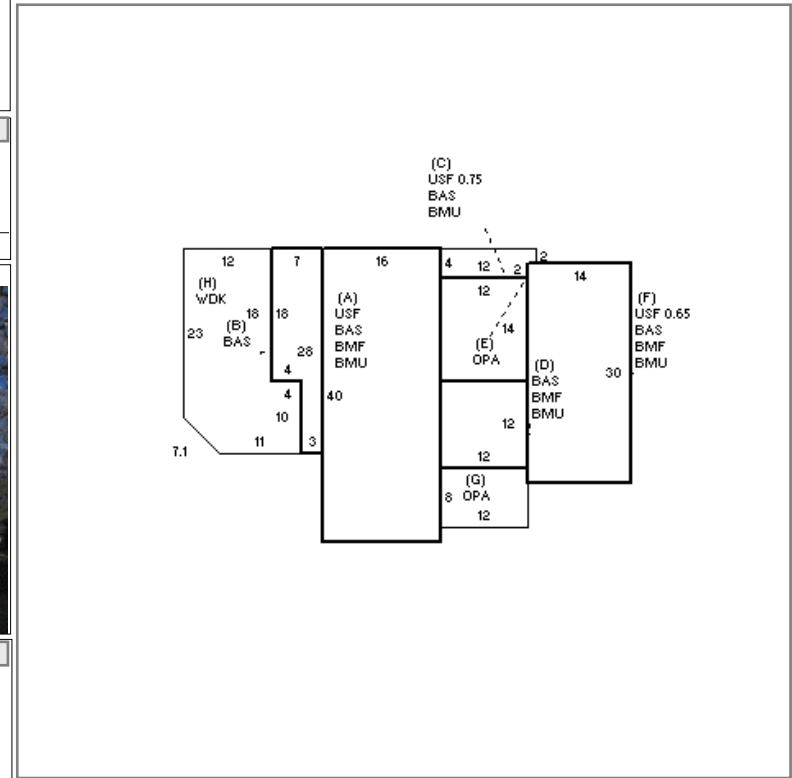 (C)
USF 0.75
BAS
BMU
2
12
7
16
4
12
2
14
(H)
WDK
12
(A)
USF
BAS
BMF
BMU
(F)
USF 0.65
BAS
BMF
BMU
18
18
(B)
BAS
23
14
(E)
OPA
28
4
(D)
BAS
BMF
BMU
30
4
40
10
12
11
3
7.1
12
(G)
OPA
8
12